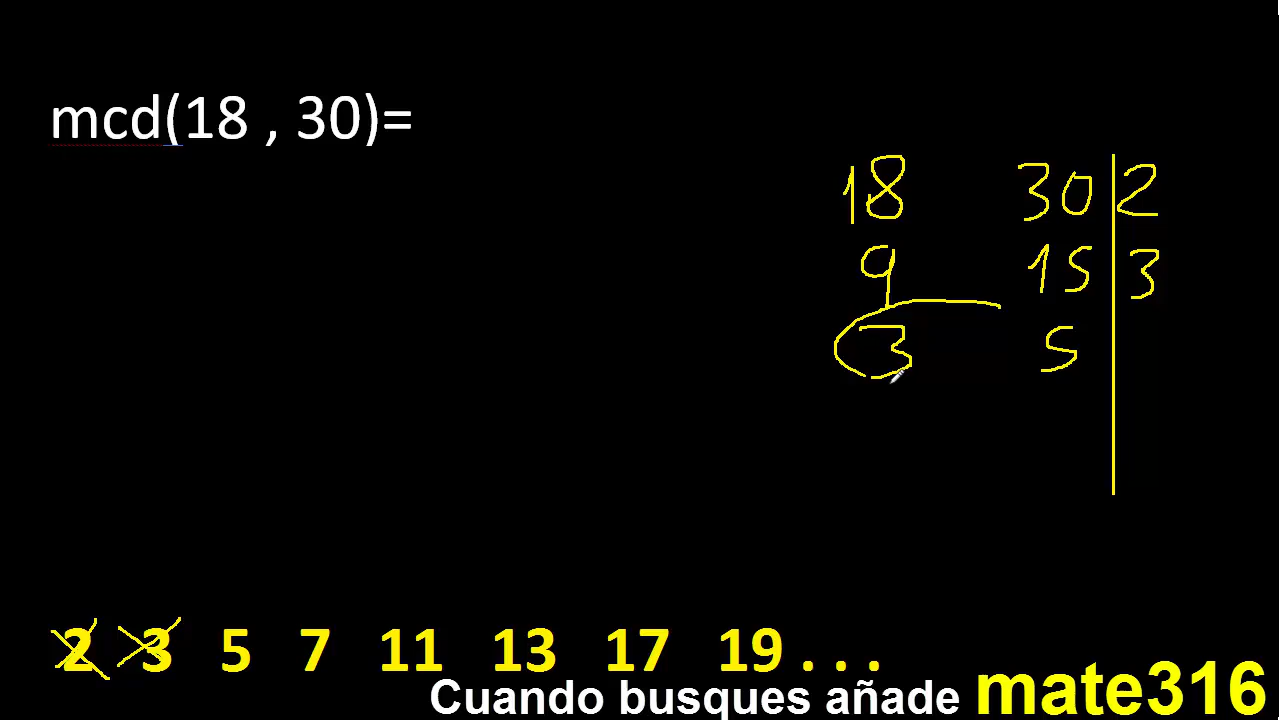 mcd(18 , 30)=
18 30 2
9 15 3
3 5
2 3 5 7 11 13 17 19 . . .
Cuando busques añade mate316